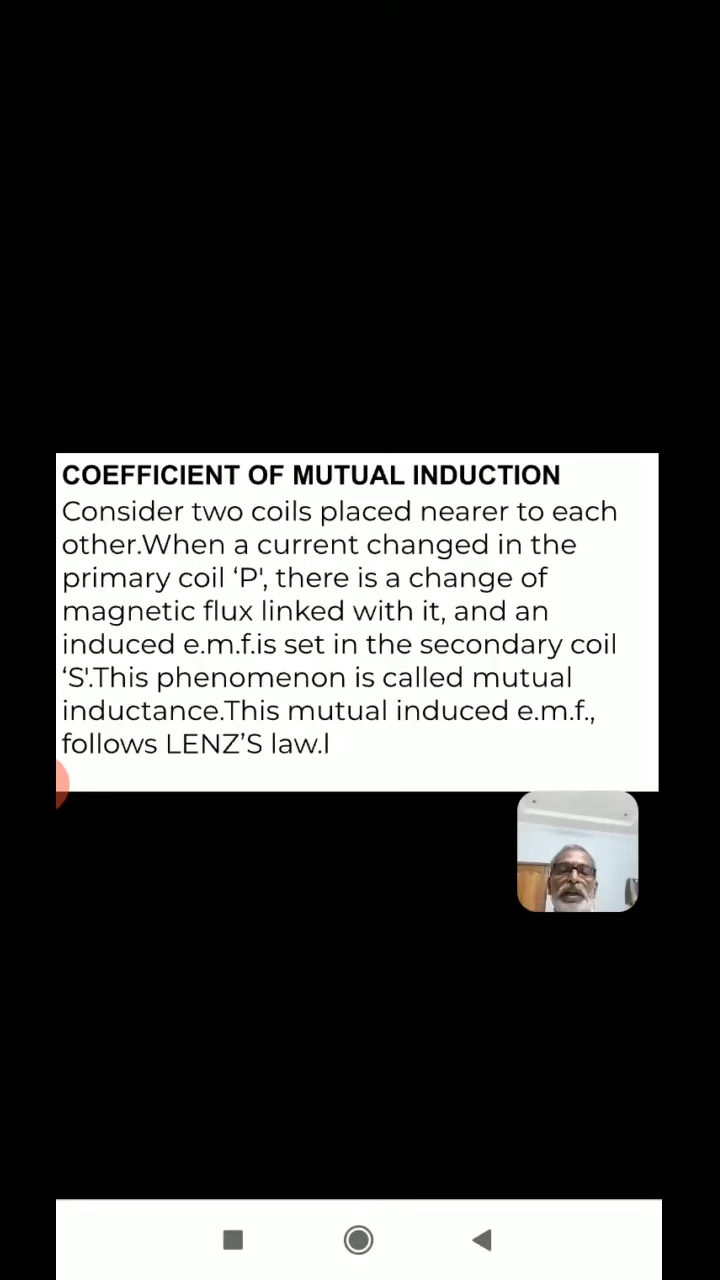 COEFFICIENT OF MUTUAL INDUCTION
Consider two coils placed nearer to each
other.When a current changed in the
primary coil ‘P', there is a change of
magnetic flux linked with it, and an
induced e.m.f.is set in the secondary coil
‘S'.This phenomenon is called mutual
inductance.This mutual induced e.m.f.,
follows LENZ’S law.l